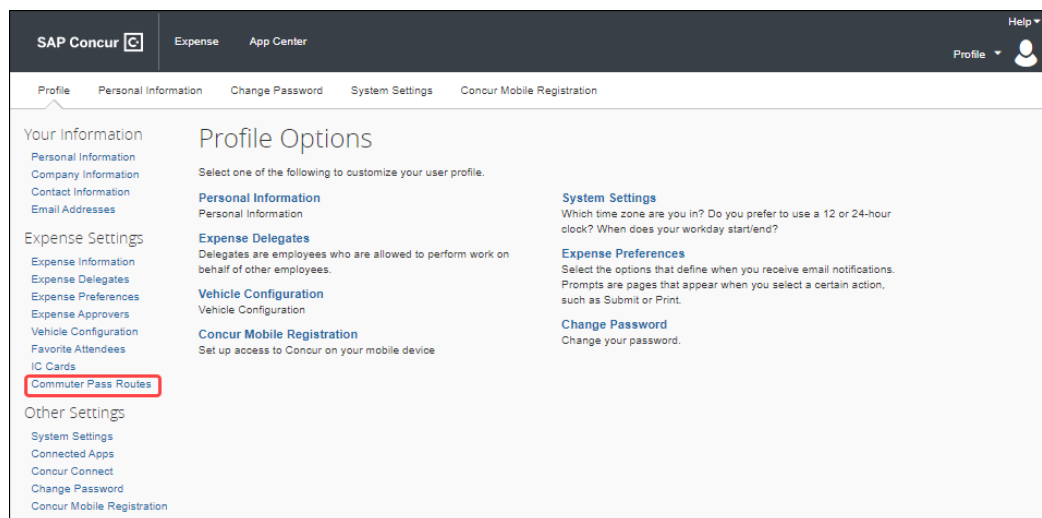 Help
SAP Concur C
Expense
App Center
Profile
Profile
Personal Information
Change Password
System Settings
Concur Mobile Registration
Your Information
Personal Information
Company Information
Contact Information
Email Addresses
Expense Settings
Expense Information
Expense Delegates
Expense Preferences
Expense Approvers
Vehicle Configuration
Favorite Attendees
IC Cards
Commuter Pass Routes
Other Settings
System Settings
Connected Apps
Concur Connect
Change Password
Concur Mobile Registration
Profile Options
Select one of the following to customize your user profile.
Personal Information
Personal Information
Expense Delegates
Delegates are employees who are allowed to perform work on
behalf of other employees.
Vehicle Configuration
Vehicle Configuration
Concur Mobile Registration
Set up access to Concur on your mobile device
System Settings
Which time zone are you in? Do you prefer to use a 12 or 24-hour
clock? When does your workday start/end?
Expense Preferences
Select the options that define when you receive email notifications.
Prompts are pages that appear when you select a certain action,
such as Submit or Print.
Change Password
Change your password.